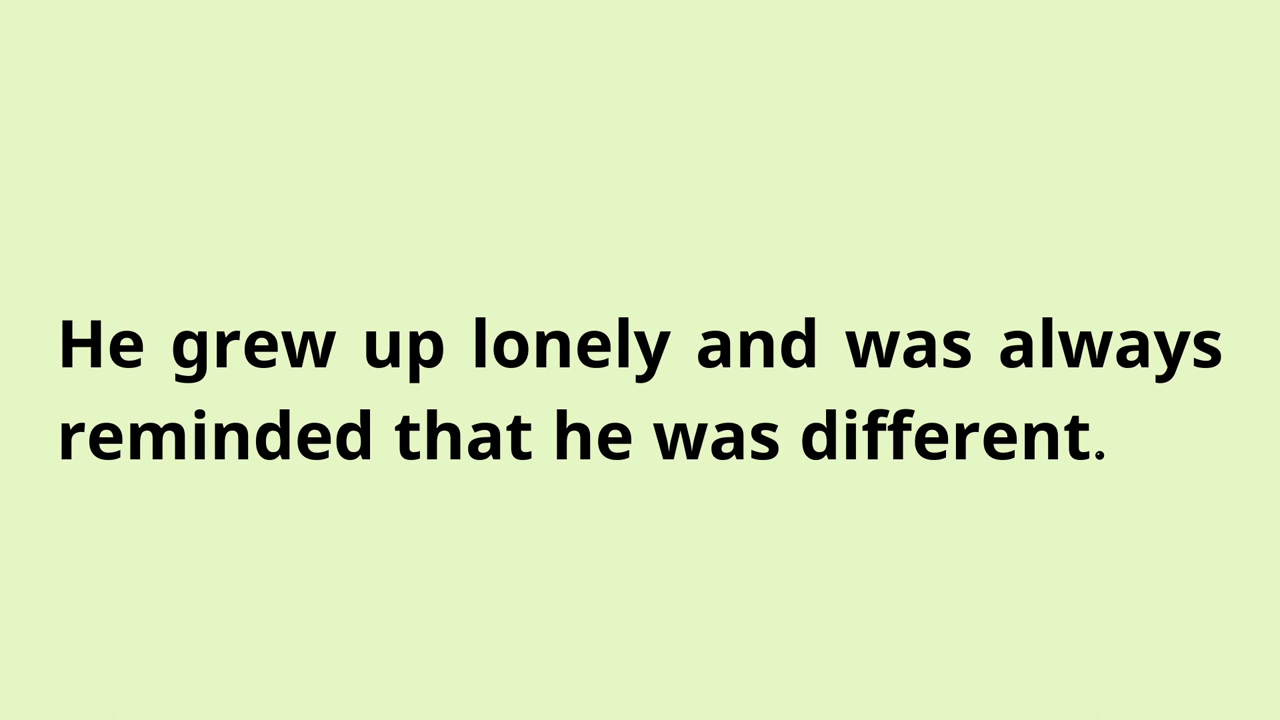 He grew up lonely and was always
reminded that he was different.